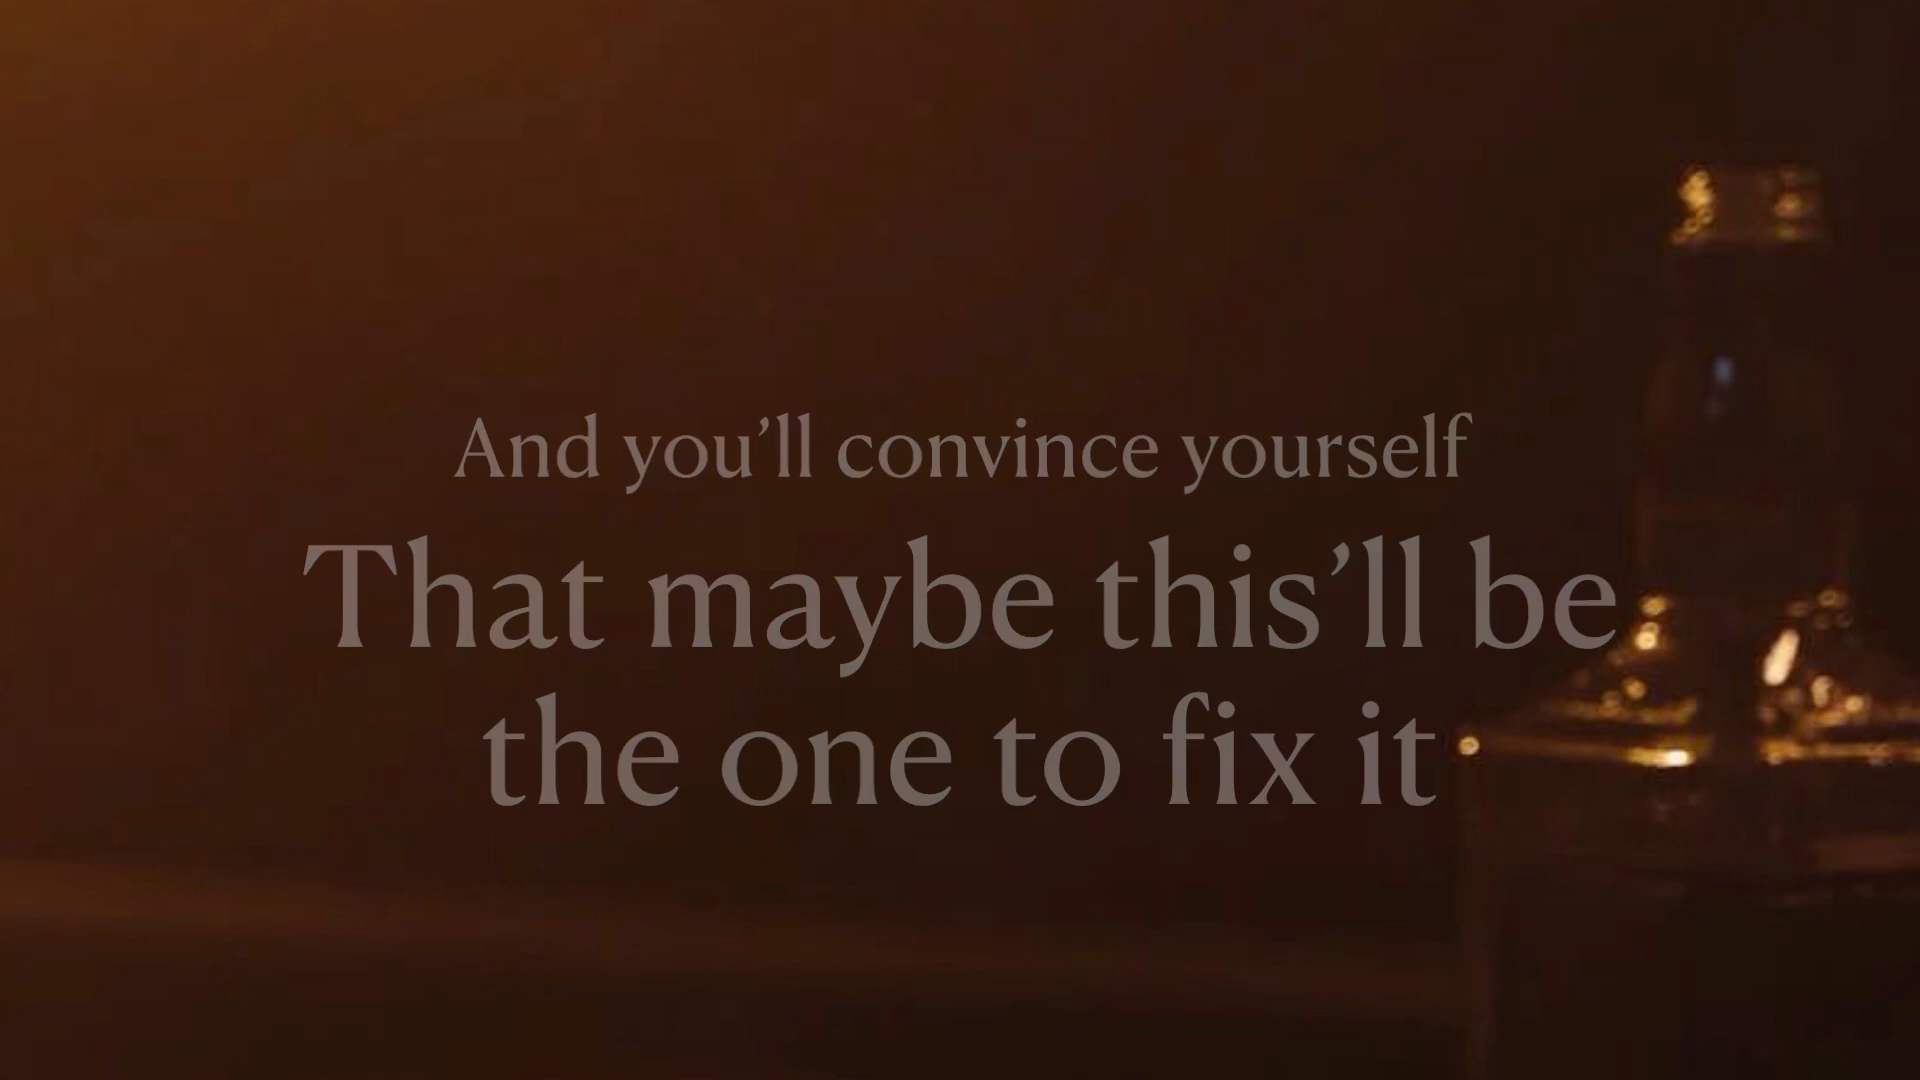 And you’ll convince yourself
That maybe this’ll be
the one to fix it